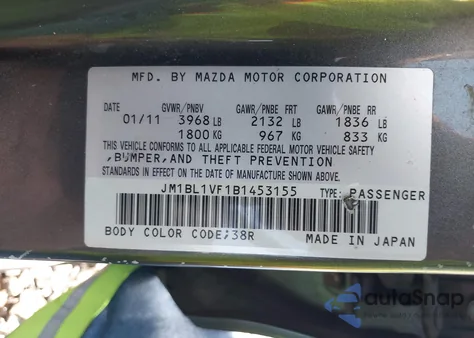 MFD. BY MAZDA MOTOR CORPORATION
DATE GVWR/PNBV GAWR/PNBE FRT GAWR/PNBE RR
01/11 3968 LB 2132 LB 1836 LB
1800 KG 967 KG 833 KG
THIS VEHICLE CONFORMS TO ALL APPLICABLE FEDERAL MOTOR VEHICLE SAFETY
,BUMPER,AND THEFT PREVENTION
STANDARDS IN EFFECT ON THE DATE OF MANUFACTURE SHOWN ABOVE.
JM1BL1VF1B1453155 TYPE: PASSENGER
BODY COLOR CODE;38R MADE IN JAPAN
autoSnap